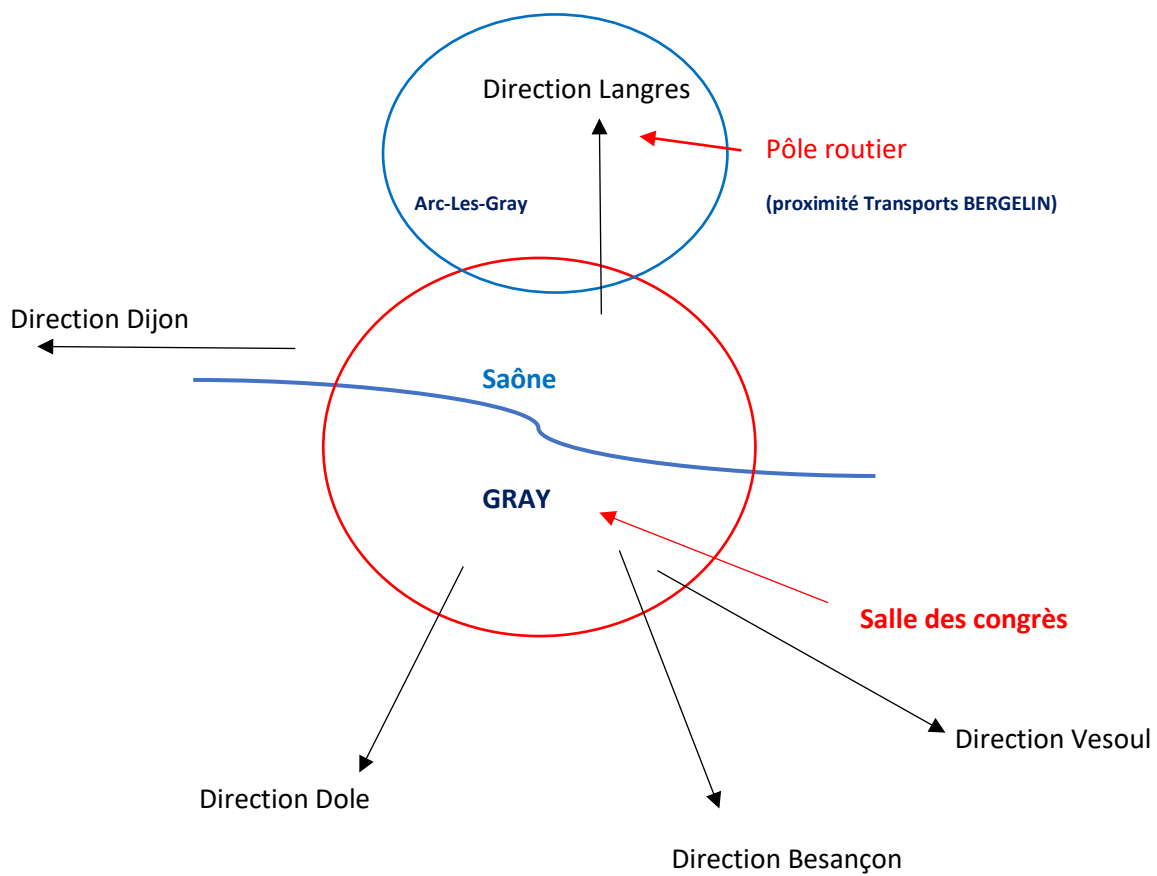 Direction Langres
Pôle routier
Arc-Les-Gray
(proximité Transports BERGELIN)
Direction Dijon
Saône
GRAY
Salle des congrès
Direction Vesoul
Direction Dole
Direction Besançon